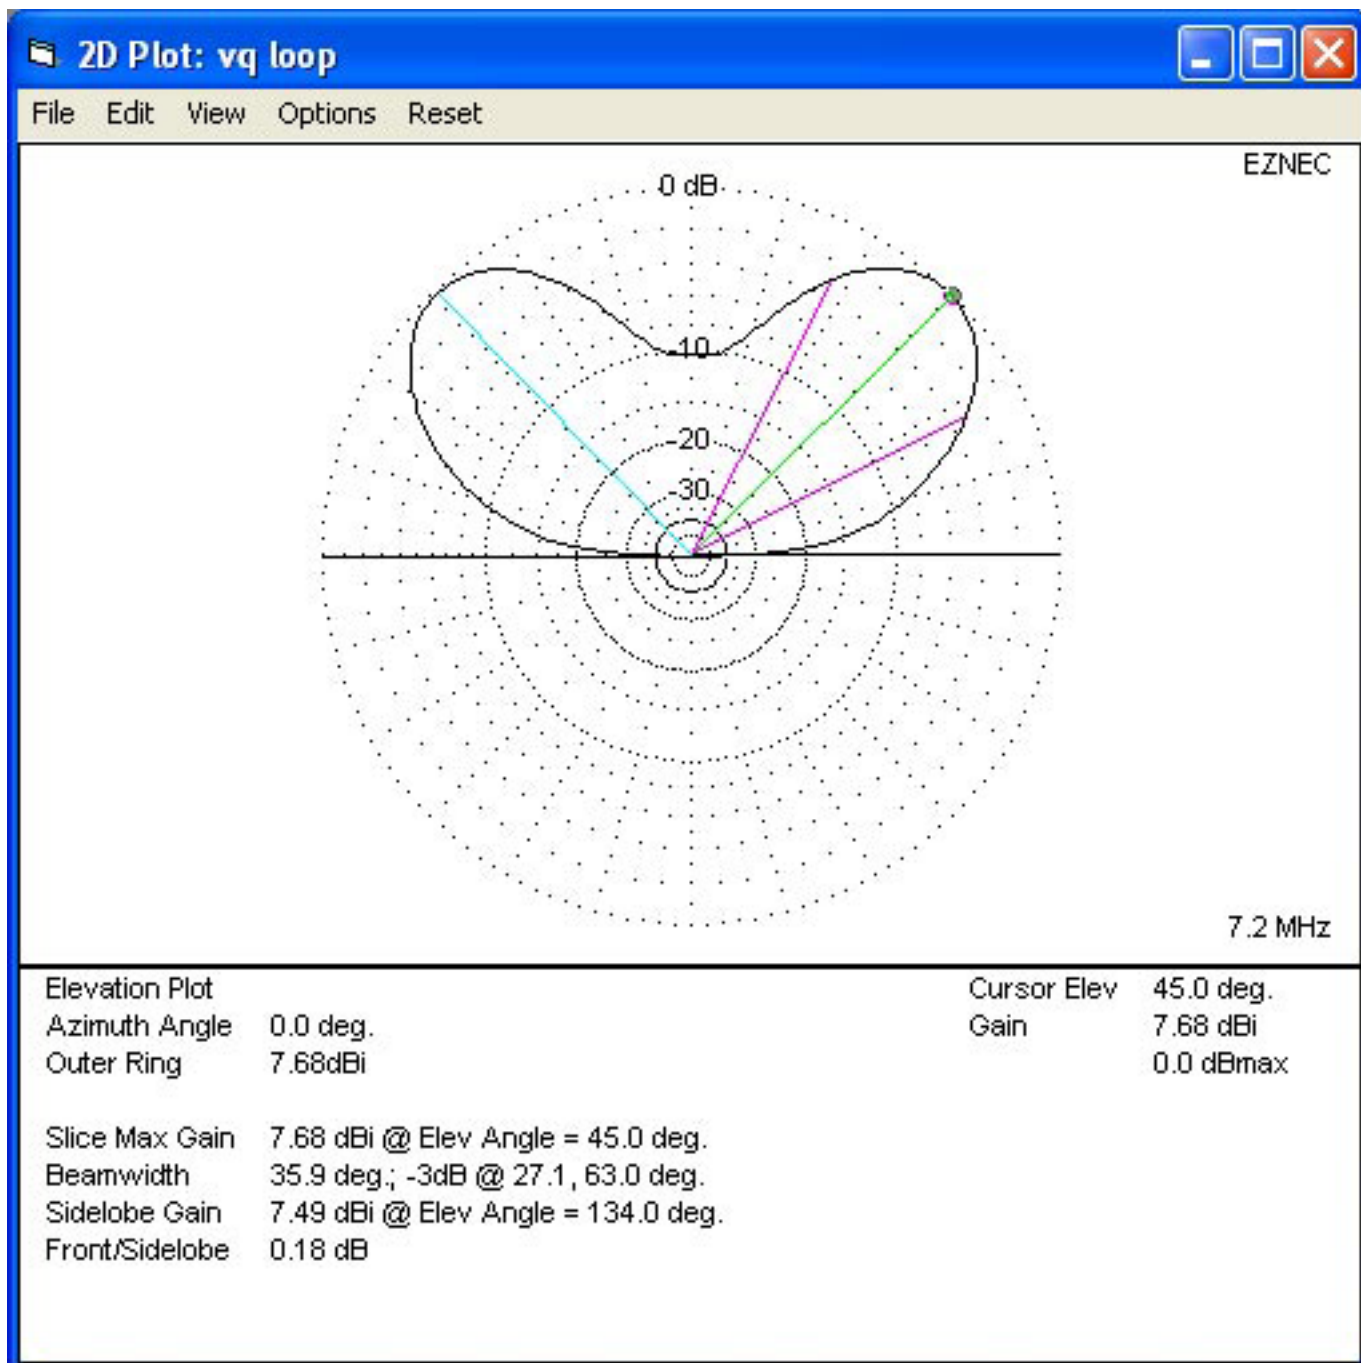 2D Plot: vq loop
File Edit View Options Reset
EZNEC
0 dB
-10
-20
-30
7.2 MHz
Elevation Plot Cursor Elev 45.0 deg.
Azimuth Angle 0.0 deg. Gain 7.68 dBi
Outer Ring 7.68dBi 0.0 dBmax
Slice Max Gain 7.68 dBi @ Elev Angle = 45.0 deg.
Beamwidth 35.9 deg.; -3dB @ 27.1, 63.0 deg.
Sidelobe Gain 7.49 dBi @ Elev Angle = 134.0 deg.
Front/Sidelobe 0.18 dB